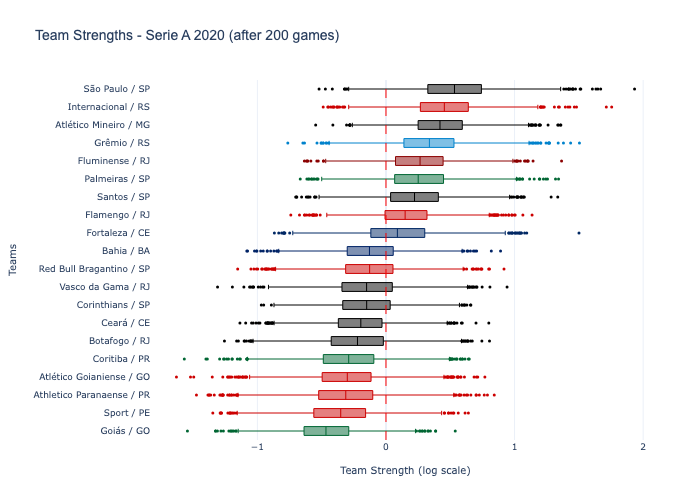 Team Strengths - Serie A 2020 (after 200 games)
São Paulo / SP
Internacional / RS
Atlético Mineiro / MG
Grêmio / RS
Fluminense / RJ
Palmeiras / SP
Santos / SP
Flamengo / RJ
Fortaleza / CE
Bahia / BA
Red Bull Bragantino / SP
Vasco da Gama / RJ
Corinthians / SP
Ceará / CE
Botafogo / RJ
Coritiba / PR
Atlético Goianiense / GO
Athletico Paranaense / PR
Sport / PE
Goiás / GO
Teams
−1 0 1 2
Team Strength (log scale)